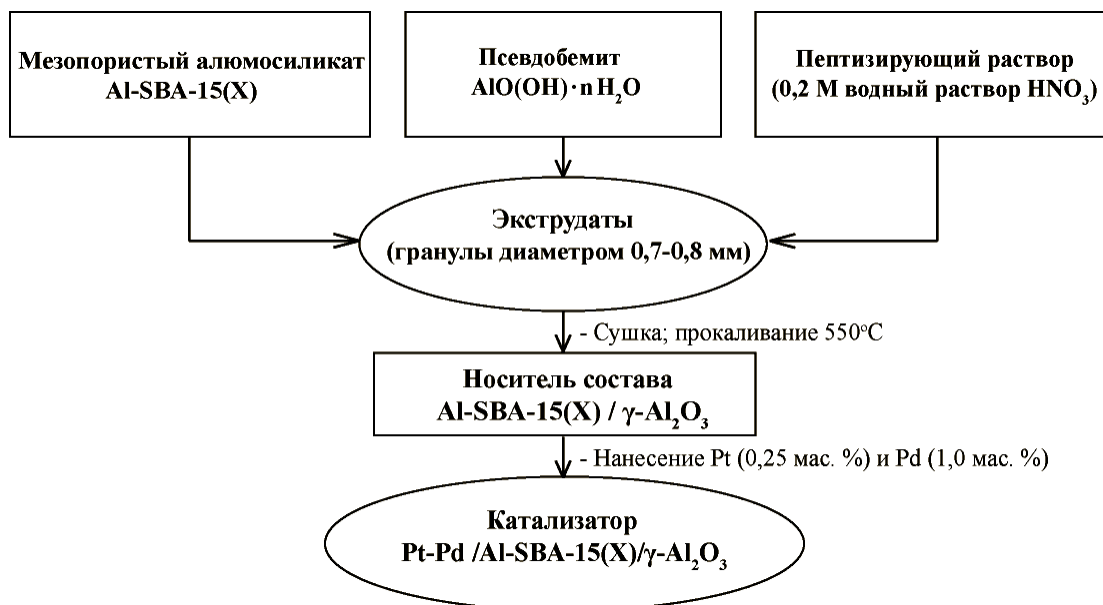 Мезопористый алюмосиликат
Al-SBA-15(X)
Псевдобемит
AlO(OH)·nH₂O
Пептизирующий раствор
(0,2 М водный раствор HNO₃)
Экструдаты
(гранулы диаметром 0,7-0,8 мм)
- Сушка; прокаливание 550°С
Носитель состава
Al-SBA-15(X) / γ-Al₂O₃
- Нанесение Pt (0,25 мас. %) и Pd (1,0 мас. %)
Катализатор
Pt-Pd /Al-SBA-15(X)/γ-Al₂O₃